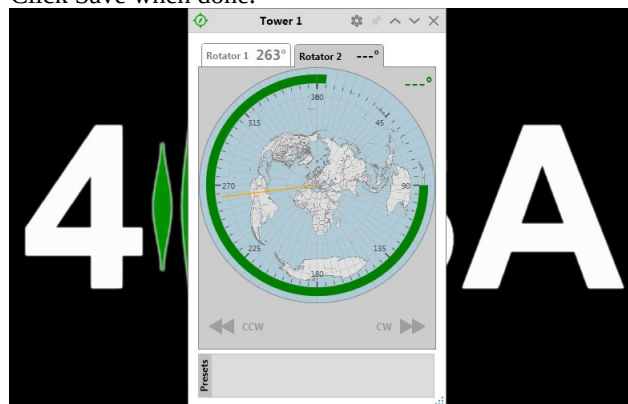 Click Save when done.
Tower 1
Rotator 1 263°
Rotator 2 ---°
---°
360
45
90
135
180
225
270
315
CCW
CW
Presets
4
A